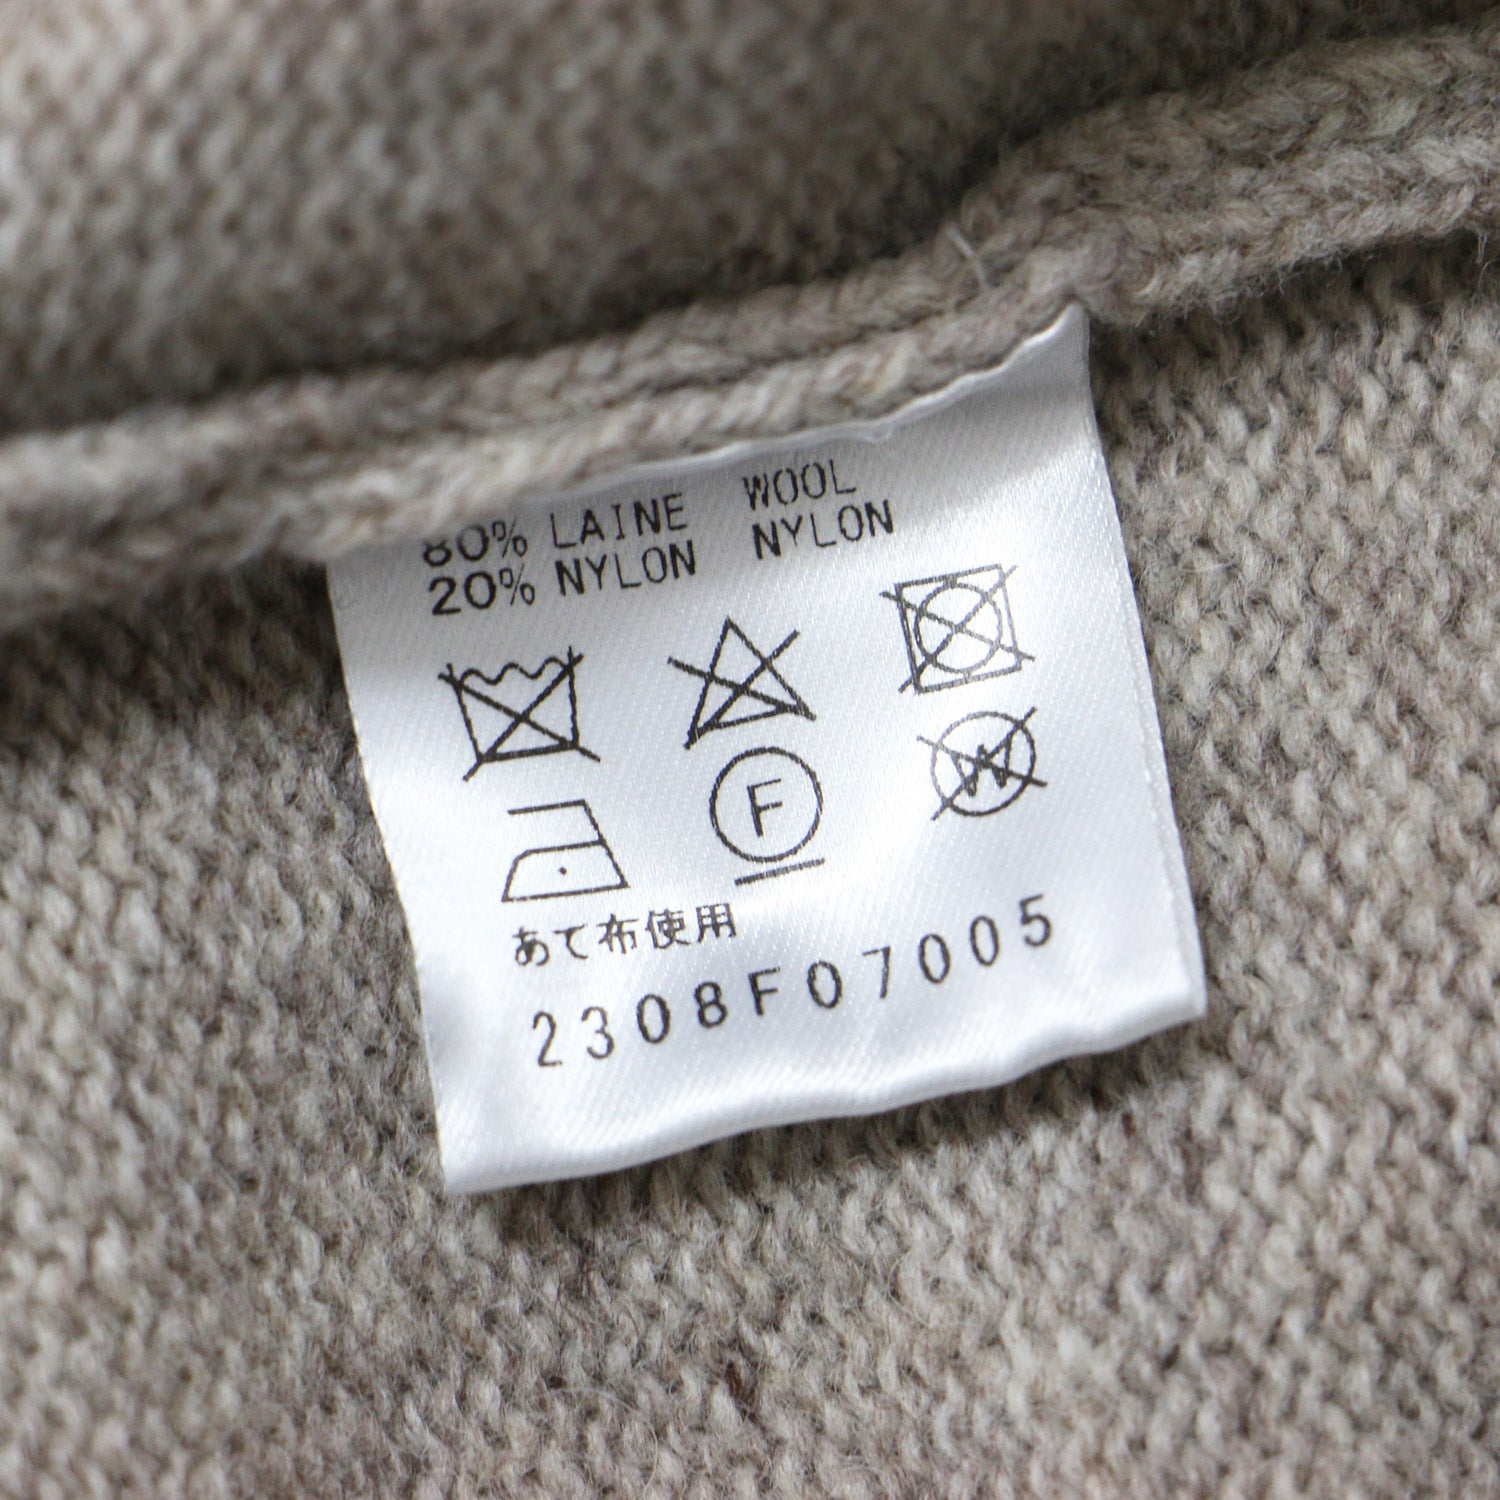 80% LAINE WOOL
20% NYLON NYLON
F
W
あて布使用
2308F07005